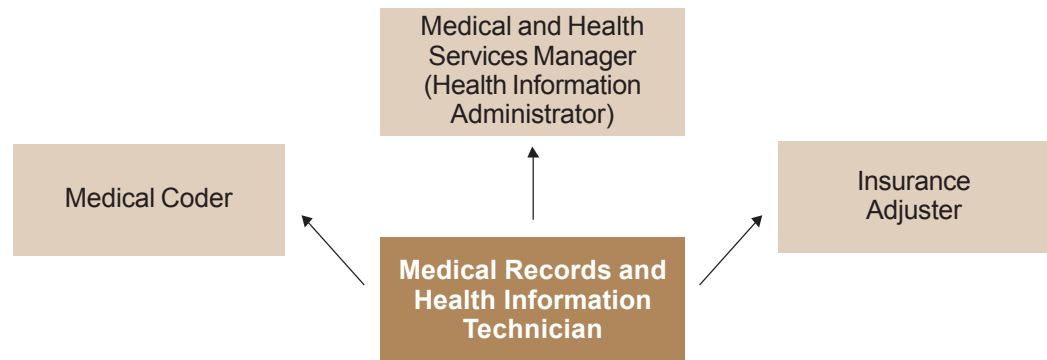 Medical and Health
Services Manager
(Health Information
Administrator)
Medical Coder
Insurance
Adjuster
Medical Records and
Health Information
Technician